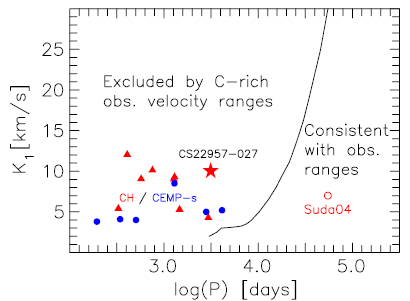 25
20
15
10
5
K1[km/s]
Excluded by C-rich
obs. velocity ranges
CS22957-027
Consistent
with obs.
ranges
CH / CEMP-s
Suda04
3.0
4.0
5.0
log(P) [days]